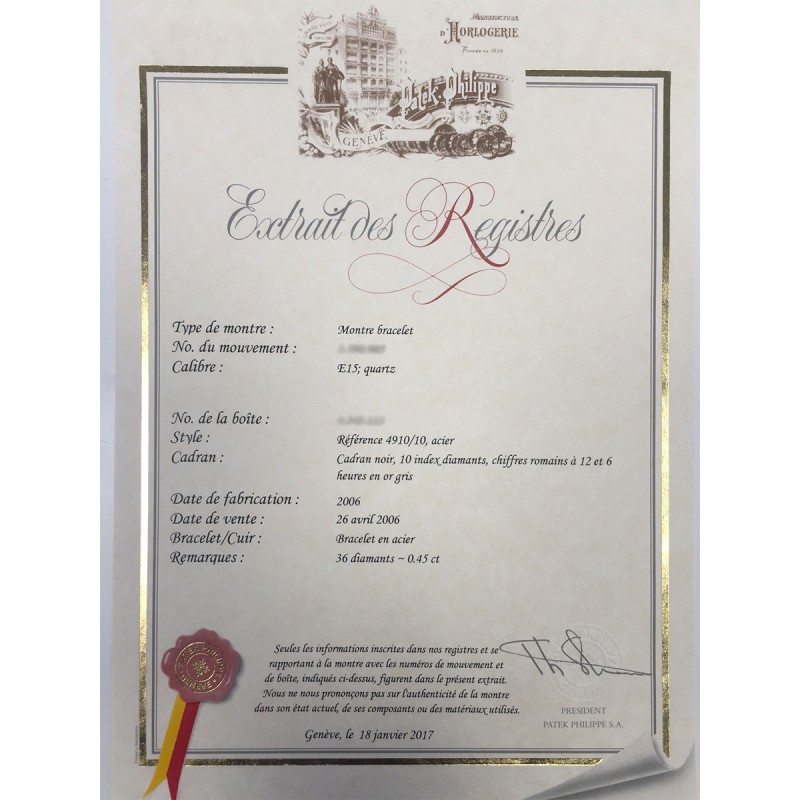 MANUFACTURE
D'HORLOGERIE
Fondée en 1839
Patek Philippe
GENÈVE
Extrait des Registres
Type de montre : Montre bracelet
No. du mouvement :
Calibre : E15; quartz
No. de la boîte :
Style : Référence 4910/10, acier
Cadran : Cadran noir, 10 index diamants, chiffres romains à 12 et 6
heures en or gris
Date de fabrication : 2006
Date de vente : 26 avril 2006
Bracelet/Cuir : Bracelet en acier
Remarques : 36 diamants ~ 0.45 ct
Seules les informations inscrites dans nos registres et se
rapportant à la montre avec les numéros de mouvement et
de boîte, indiqués ci-dessus, figurent dans le présent extrait.
Nous ne nous prononçons pas sur l'authenticité de la montre
dans son état actuel, de ses composants ou des matériaux utilisés.
Genève, le 18 janvier 2017
PRESIDENT
PATEK PHILIPPE S.A.